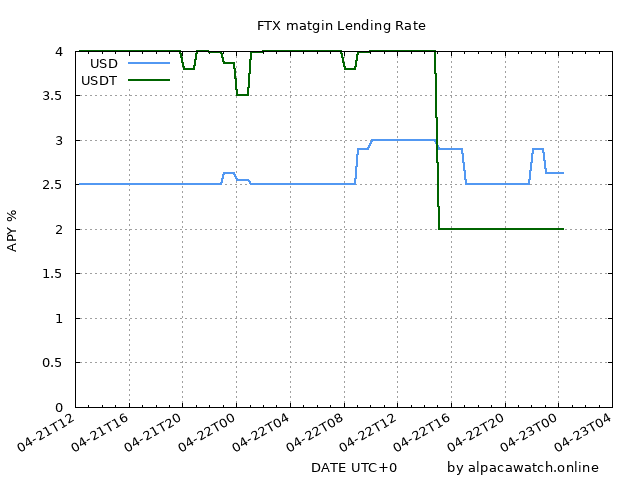 FTX matgin Lending Rate
USD
USDT
4
3.5
3
2.5
2
1.5
1
0.5
0
APY %
04-21T12
04-21T16
04-21T20
04-22T00
04-22T04
04-22T08
04-22T12
04-22T16
04-22T20
04-23T00
04-23T04
DATE UTC+0
by alpacawatch.online